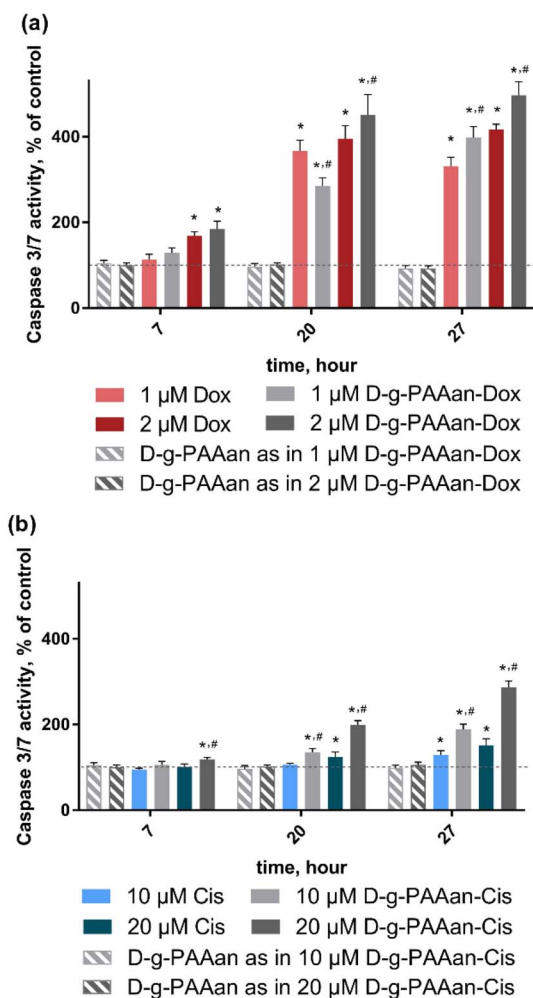 (a)
Caspase 3/7 activity, % of control
400
200
0
* * * *,# * *,# * *,# * *,#
7 20 27
time, hour
1 µM Dox 1 µM D-g-PAAan-Dox
2 µM Dox 2 µM D-g-PAAan-Dox
D-g-PAAan as in 1 µM D-g-PAAan-Dox
D-g-PAAan as in 2 µM D-g-PAAan-Dox
(b)
Caspase 3/7 activity, % of control
400
200
0
*,# *,# * *,# * *,# * *,#
7 20 27
time, hour
10 µM Cis 10 µM D-g-PAAan-Cis
20 µM Cis 20 µM D-g-PAAan-Cis
D-g-PAAan as in 10 µM D-g-PAAan-Cis
D-g-PAAan as in 20 µM D-g-PAAan-Cis